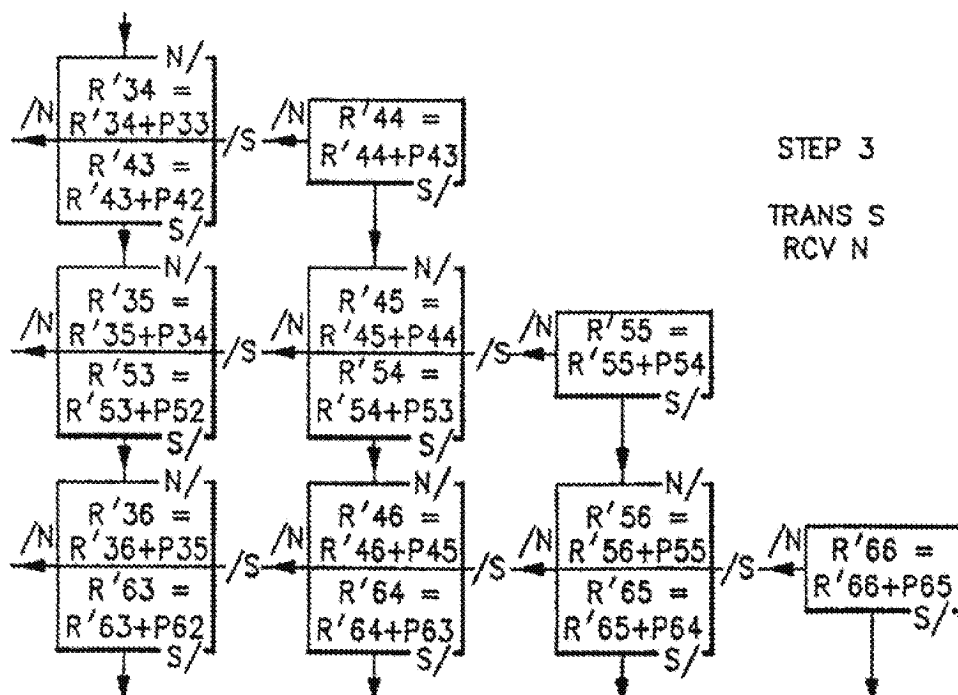 N/
R'34 =
/N
R'34+P33
/S
R'43 =
R'43+P42
S/
/N
R'44 =
R'44+P43
S/
STEP 3
TRANS S
RCV N
N/
R'35 =
/N
R'35+P34
/S
R'53 =
R'53+P52
S/
N/
R'45 =
/N
R'45+P44
/S
R'54 =
R'54+P53
S/
/N
R'55 =
R'55+P54
S/
N/
R'36 =
/N
R'36+P35
/S
R'63 =
R'63+P62
S/
N/
R'46 =
/N
R'46+P45
/S
R'64 =
R'64+P63
S/
N/
R'56 =
/N
R'56+P55
/S
R'65 =
R'65+P64
S/
/N
R'66 =
R'66+P65
S/